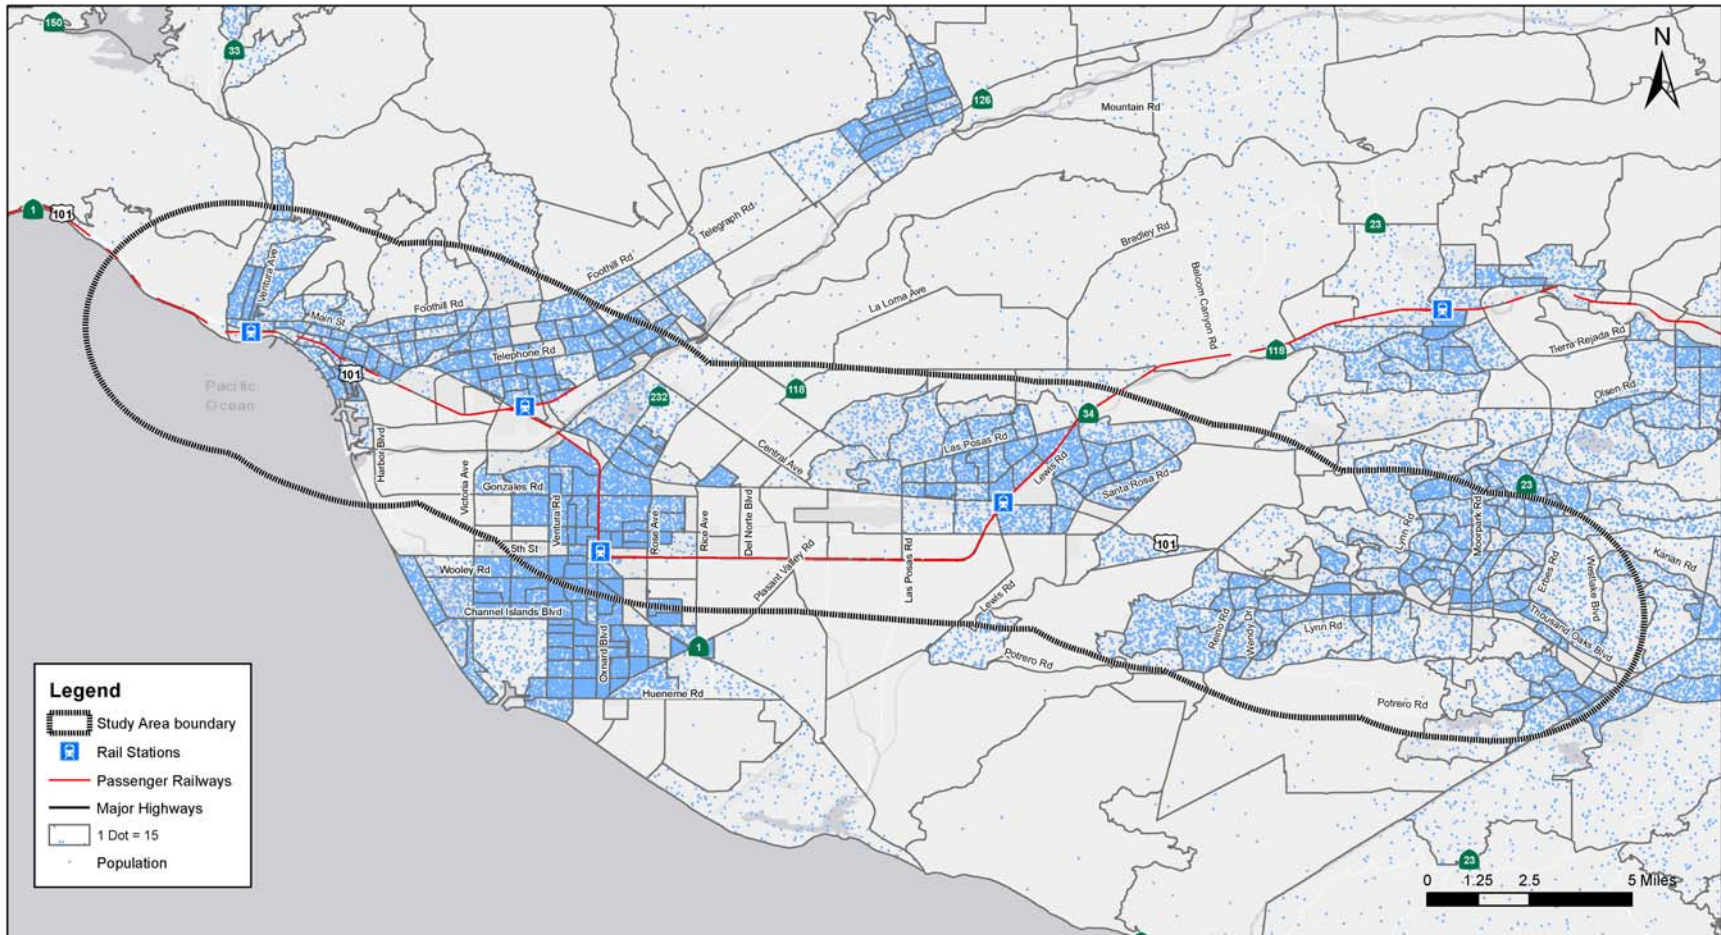 150
33
126
N
Mountain Rd
1
101
Telegraph Rd
23
Bradley Rd
Ventura Ave
Foothill Rd
Balcom Canyon Rd
La Loma Ave
Foothill Rd
Main St
118
Tierra Rejada Rd
Telephone Rd
101
Pacific
Ocean
232
118
Olsen Rd
34
Harbor Blvd
Las Posas Rd
Central Ave
Lewis Rd
Victoria Ave
Gonzales Rd
Santa Rosa Rd
23
Ventura Rd
Rose Ave
Rice Ave
Del Norte Blvd
Moorpark Rd
Lynn Rd
5th St
101
Karian Rd
Wooley Rd
Plasant Valley Rd
Las Posas Rd
Erbes Rd
Westlake Blvd
Channel Islands Blvd
Lewis Rd
Reino Rd
Wendy Dr
Lynn Rd
Thousand Oaks Blvd
Oxnard Blvd
1
Potrero Rd
Hueneme Rd
Potrero Rd
Legend
Study Area boundary
Rail Stations
Passenger Railways
Major Highways
1 Dot = 15
Population
23
0 1.25 2.5 5 Miles